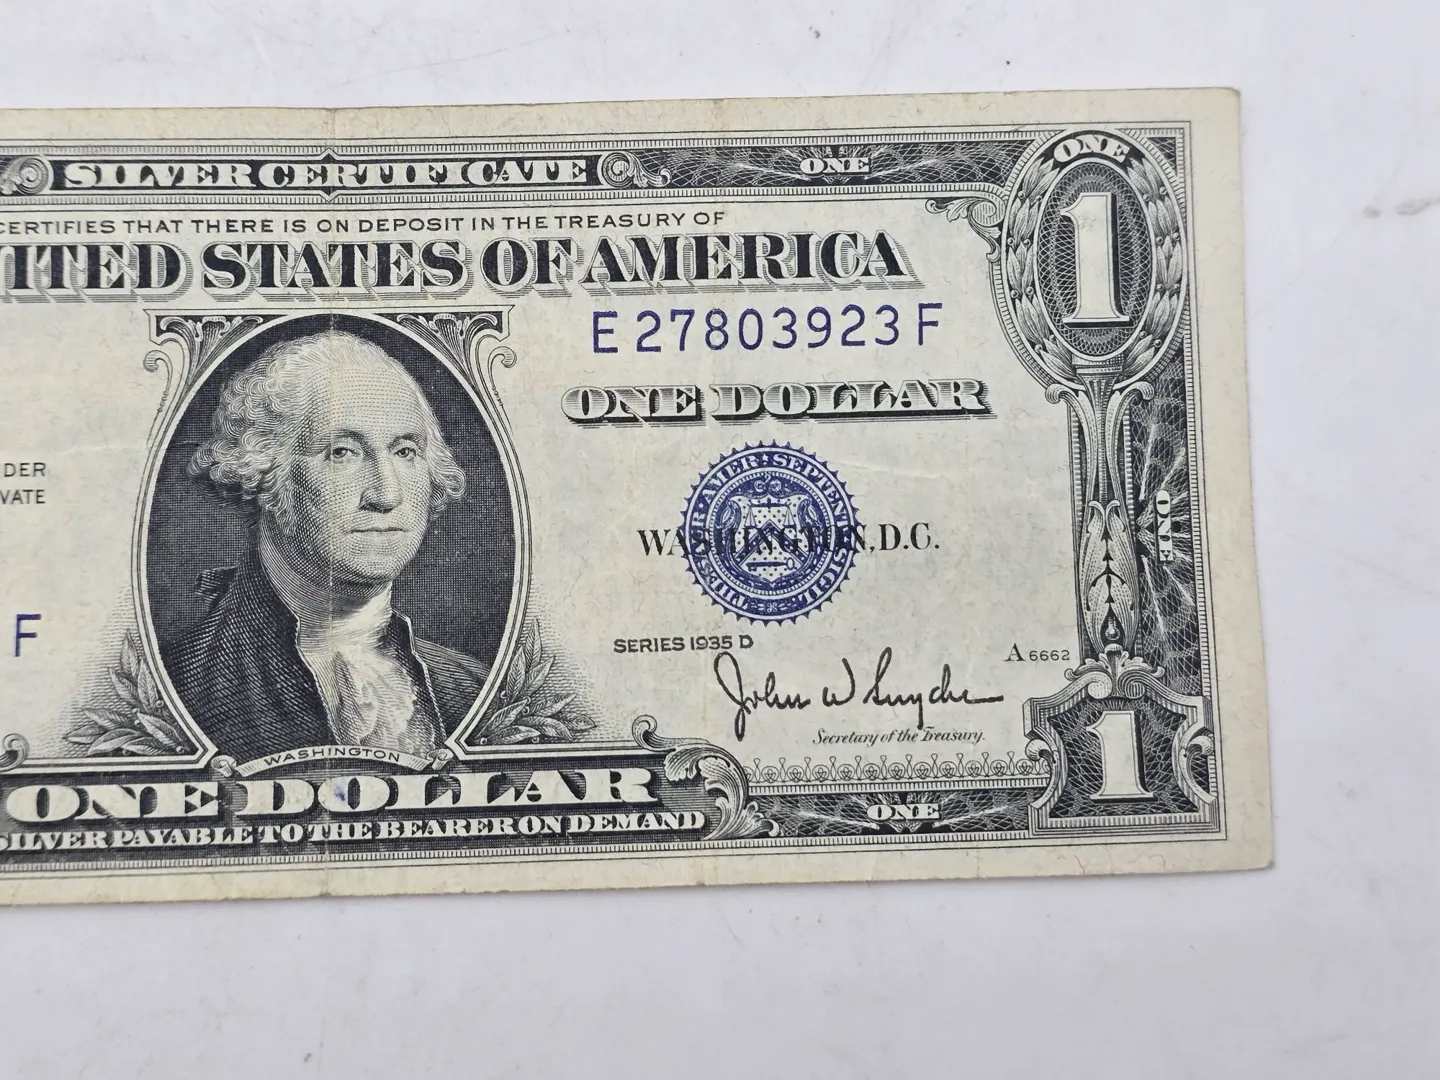 SILVER CERTIFICATE
ONE
ONE
1
CERTIFIES THAT THERE IS ON DEPOSIT IN THE TREASURY OF
UNITED STATES OF AMERICA
E 27803923 F
ONE DOLLAR
DER
VATE
WASHINGTON, D.C.
ONE
F
SERIES 1935 D
A 6662
John W Snyder
Secretary of the Treasury.
WASHINGTON
ONE DOLLAR
1
ONE
SILVER PAYABLE TO THE BEARER ON DEMAND